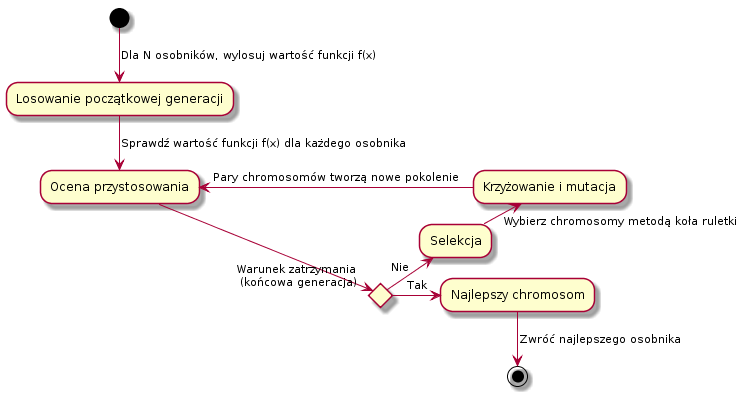 Dla N osobników, wylosuj wartość funkcji f(x)
Losowanie początkowej generacji
Sprawdź wartość funkcji f(x) dla każdego osobnika
Ocena przystosowania
Pary chromosomów tworzą nowe pokolenie
Krzyżowanie i mutacja
Wybierz chromosomy metodą koła ruletki
Selekcja
Warunek zatrzymania
(końcowa generacja)
Nie
Tak
Najlepszy chromosom
Zwróć najlepszego osobnika